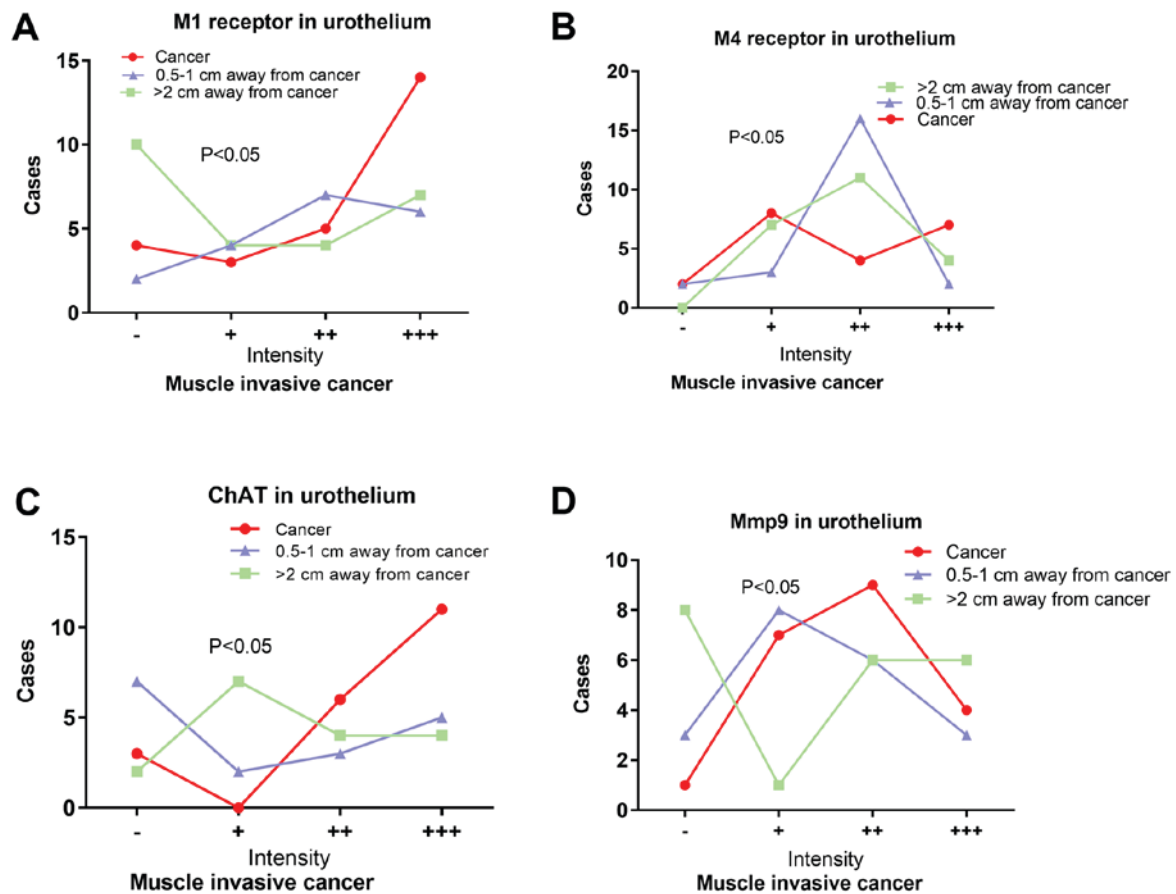 A
M1 receptor in urothelium
Cancer
0.5-1 cm away from cancer
>2 cm away from cancer
P<0.05
Cases
15
10
5
0
- + ++ +++
Intensity
Muscle invasive cancer
B
M4 receptor in urothelium
>2 cm away from cancer
0.5-1 cm away from cancer
Cancer
P<0.05
Cases
20
15
10
5
0
- + ++ +++
Intensity
Muscle invasive cancer
C
ChAT in urothelium
Cancer
0.5-1 cm away from cancer
>2 cm away from cancer
P<0.05
Cases
15
10
5
0
- + ++ +++
Intensity
Muscle invasive cancer
D
Mmp9 in urothelium
Cancer
0.5-1 cm away from cancer
>2 cm away from cancer
P<0.05
Cases
10
8
6
4
2
0
- + ++ +++
Intensity
Muscle invasive cancer